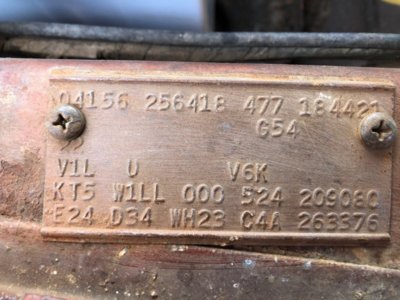 04156 256418 477 184421
G54
V1L U V6K
KT5 W1LL 000 524 209080
E24 D34 WH23 C4A 263376